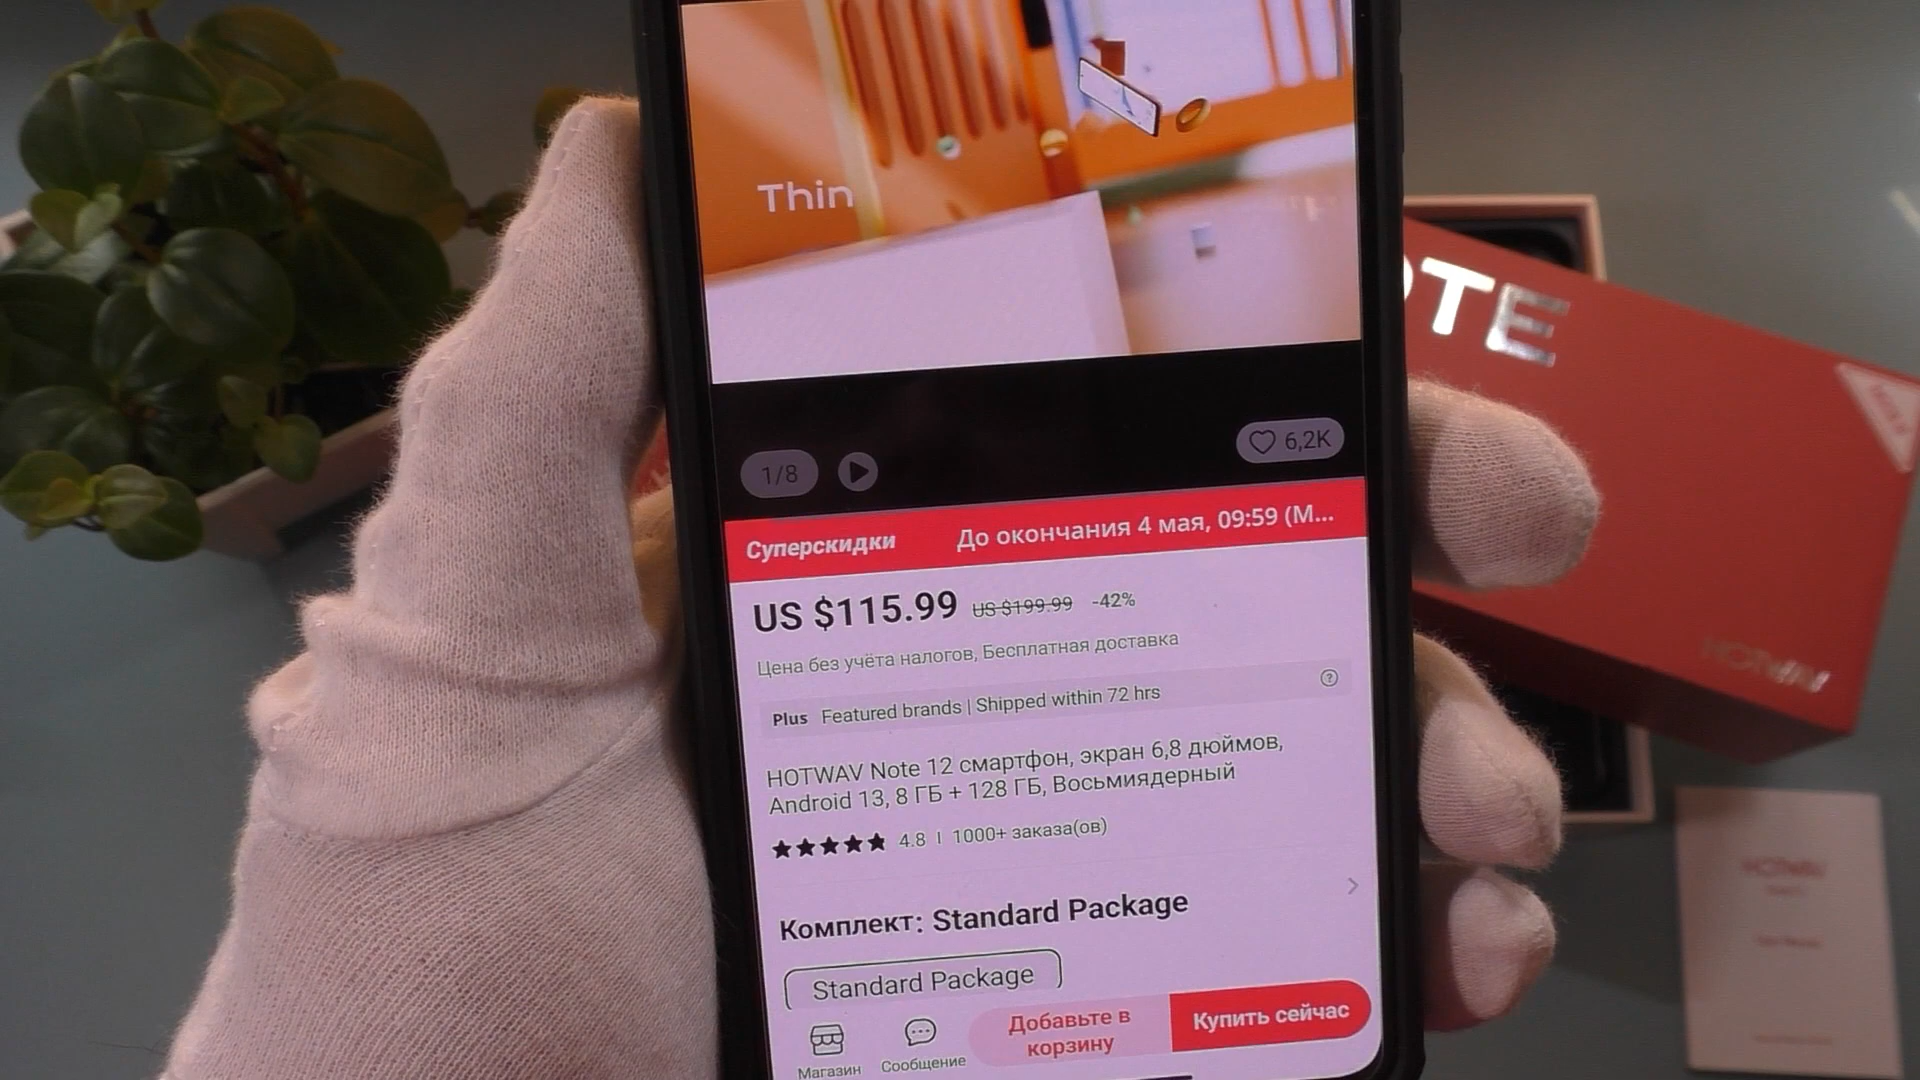 Thin
1/8
6,2K
Суперскидки До окончания 4 мая, 09:59 (М...
US $115.99 US $199.99 -42%
Цена без учёта налогов, Бесплатная доставка
Plus Featured brands | Shipped within 72 hrs
HOTWAV Note 12 смартфон, экран 6,8 дюймов,
Android 13, 8 ГБ + 128 ГБ, Восьмиядерный
4.8 | 1000+ заказа(ов)
Комплект: Standard Package
Standard Package
Магазин
Сообщение
Добавьте в
корзину
Купить сейчас
OTE
HOTWAV
HOTWAV